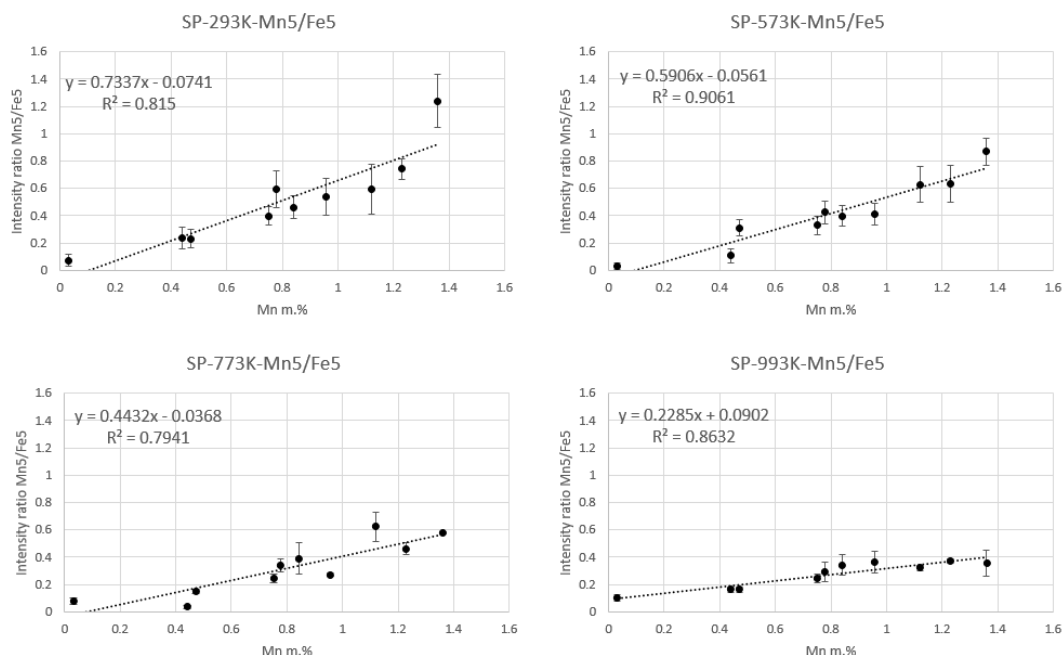 SP-293K-Mn5/Fe5
y = 0.7337x - 0.0741
R² = 0.815
Intensity ratio Mn5/Fe5
1.6
1.4
1.2
1
0.8
0.6
0.4
0.2
0
0 0.2 0.4 0.6 0.8 1 1.2 1.4 1.6
Mn m.%
SP-573K-Mn5/Fe5
y = 0.5906x - 0.0561
R² = 0.9061
Intensity ratio Mn5/Fe5
1.6
1.4
1.2
1
0.8
0.6
0.4
0.2
0
0 0.2 0.4 0.6 0.8 1 1.2 1.4 1.6
Mn m.%
SP-773K-Mn5/Fe5
y = 0.4432x - 0.0368
R² = 0.7941
Intensity ratio Mn5/Fe5
1.6
1.4
1.2
1
0.8
0.6
0.4
0.2
0
0 0.2 0.4 0.6 0.8 1 1.2 1.4 1.6
Mn m.%
SP-993K-Mn5/Fe5
y = 0.2285x + 0.0902
R² = 0.8632
Intensity ratio Mn5/Fe5
1.6
1.4
1.2
1
0.8
0.6
0.4
0.2
0
0 0.2 0.4 0.6 0.8 1 1.2 1.4 1.6
Mn m.%